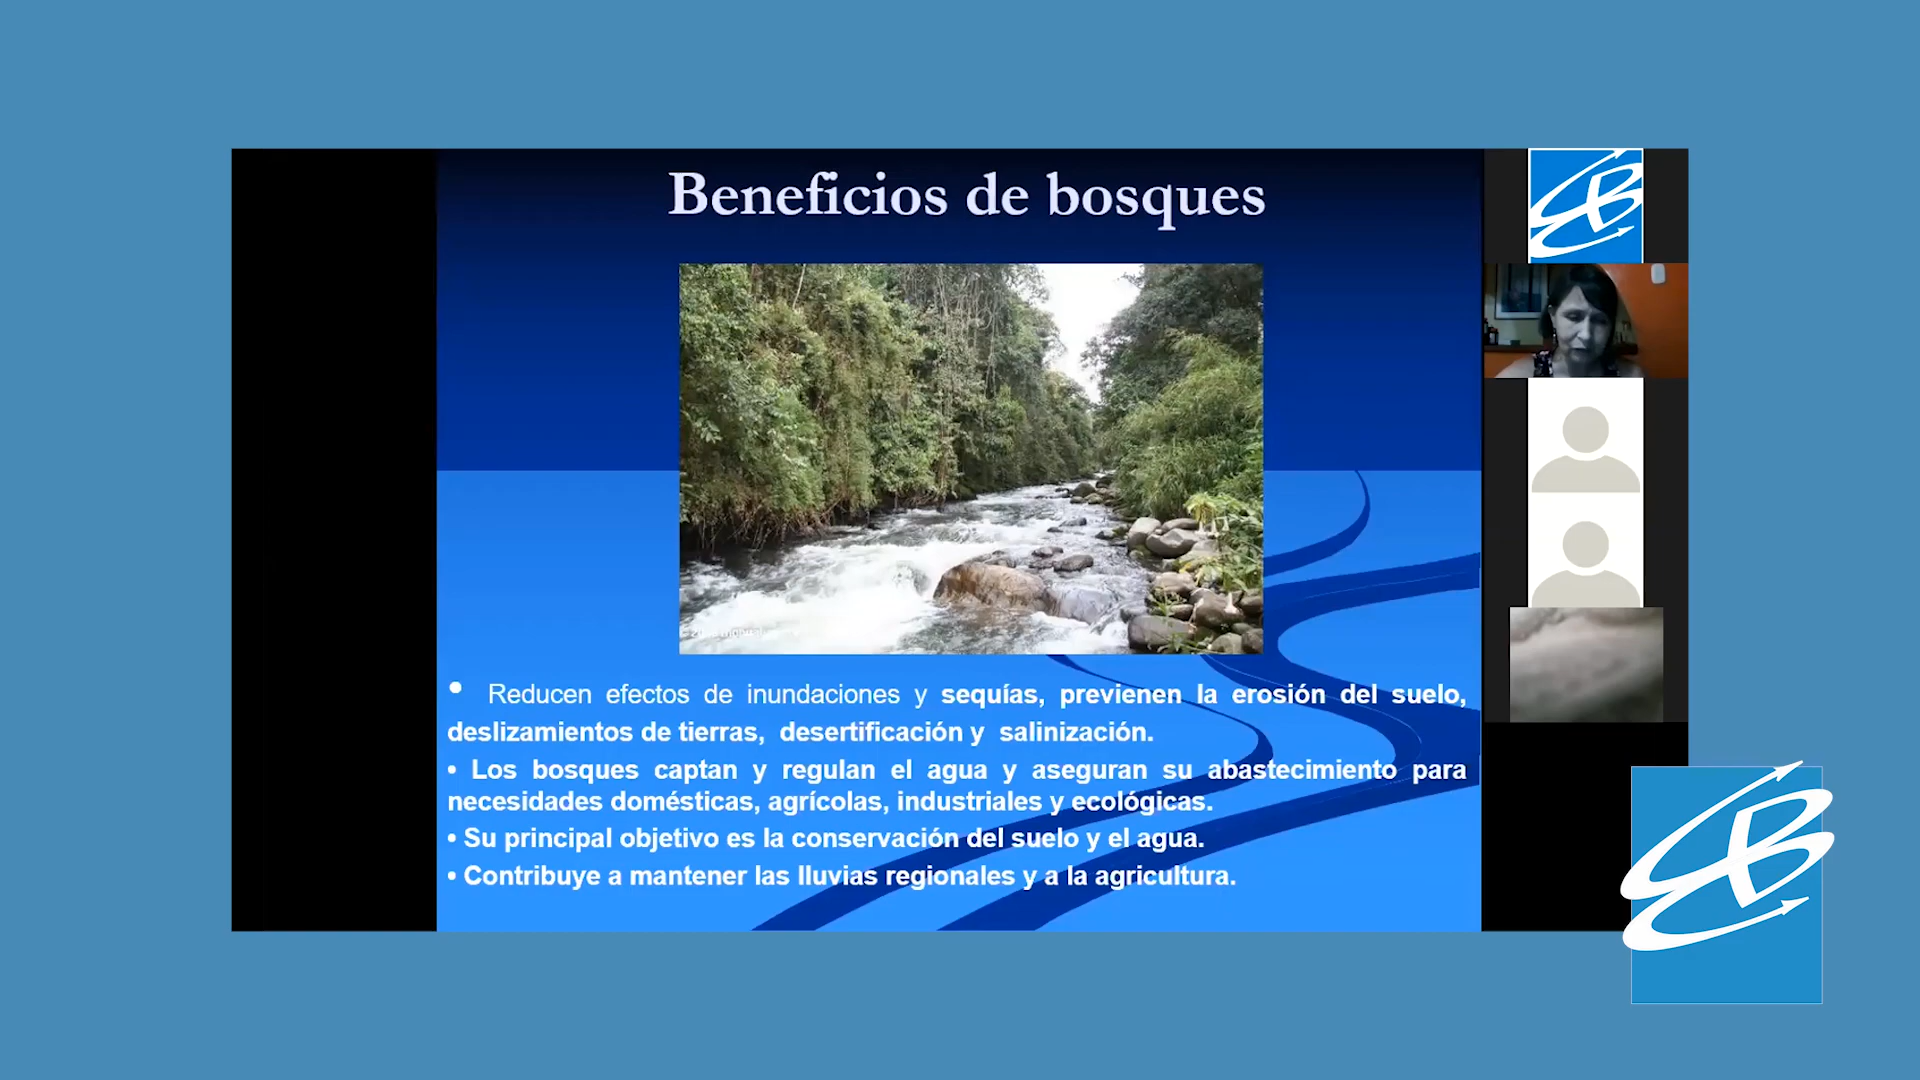 Beneficios de bosques
• Reducen efectos de inundaciones y sequías, previenen la erosión del suelo,
deslizamientos de tierras, desertificación y salinización.
• Los bosques captan y regulan el agua y aseguran su abastecimiento para
necesidades domésticas, agrícolas, industriales y ecológicas.
• Su principal objetivo es la conservación del suelo y el agua.
• Contribuye a mantener las lluvias regionales y a la agricultura.